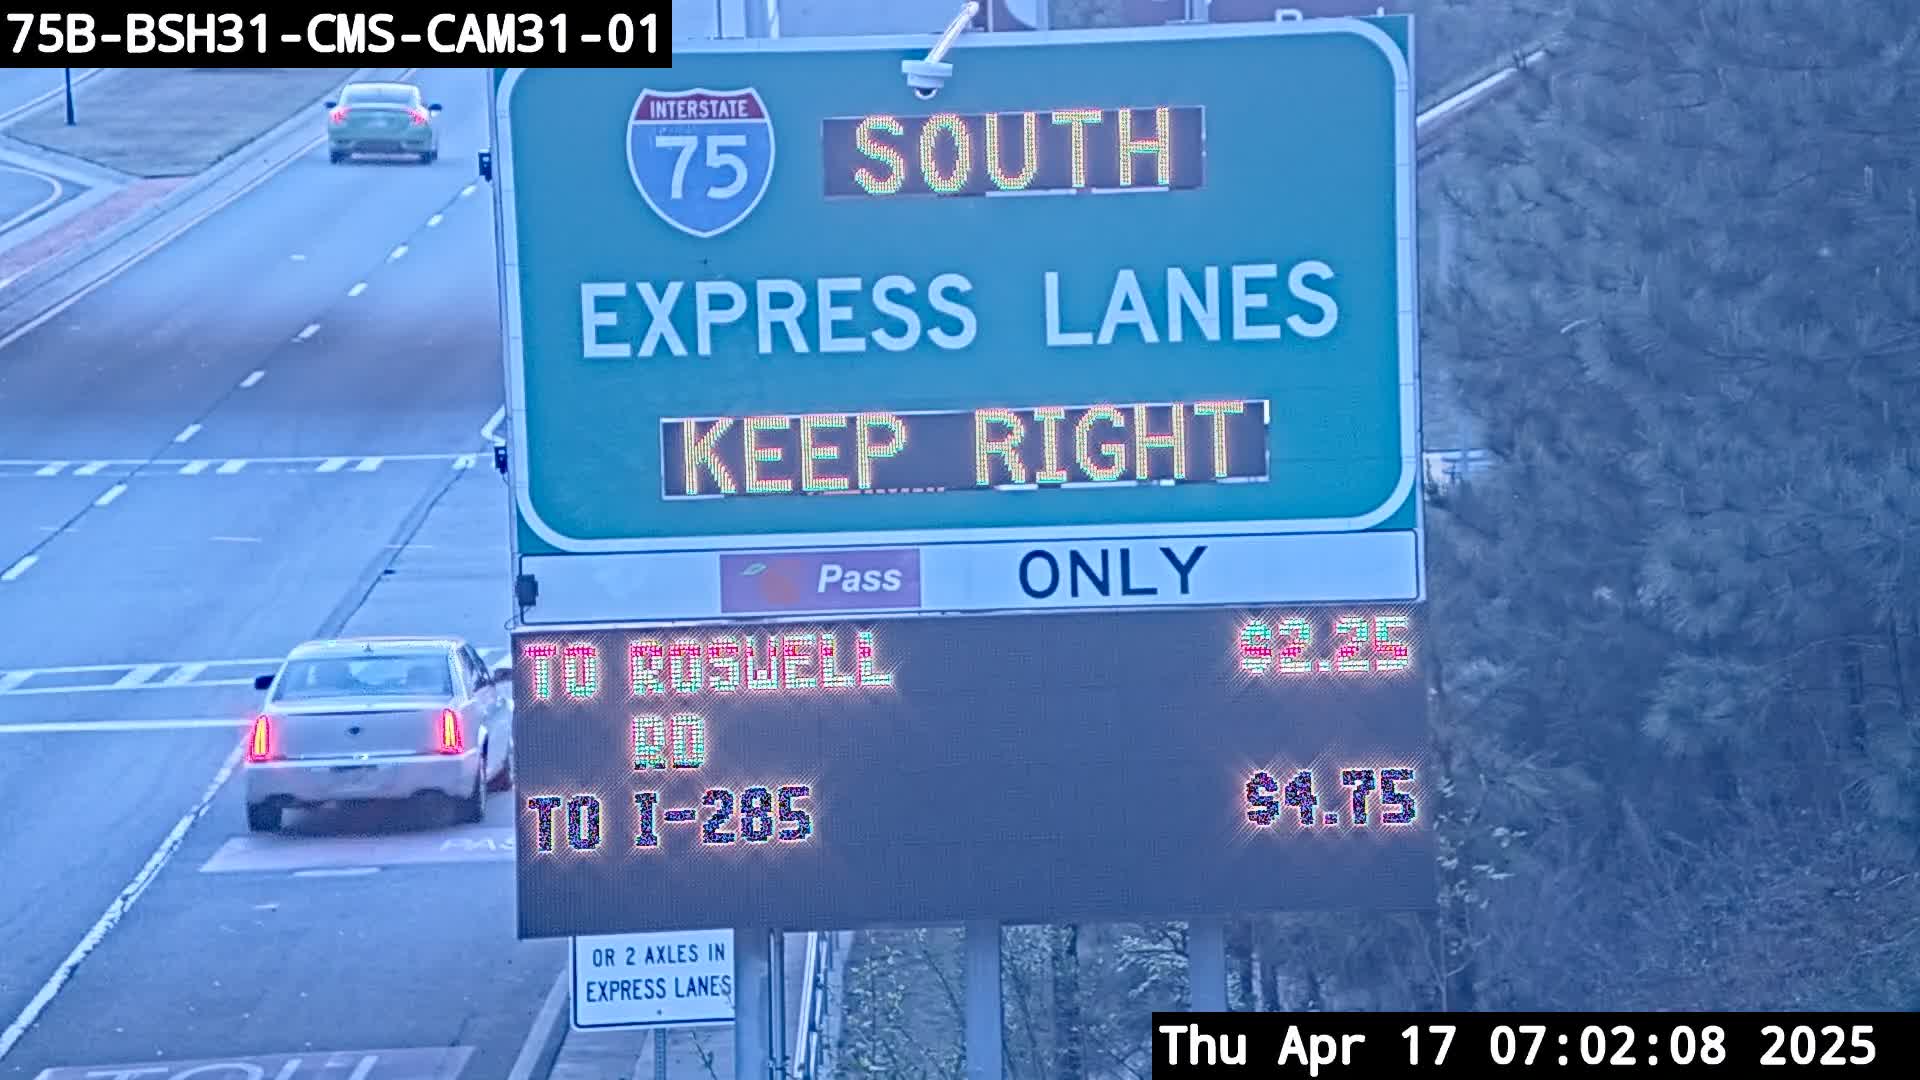 75B-BSH31-CMS-CAM31-01
INTERSTATE
75
SOUTH
EXPRESS LANES
KEEP RIGHT
Pass ONLY
TO ROSWELL $2.25
RD
TO I-285 $4.75
OR 2 AXLES IN
EXPRESS LANES
TOLL
Thu Apr 17 07:02:08 2025